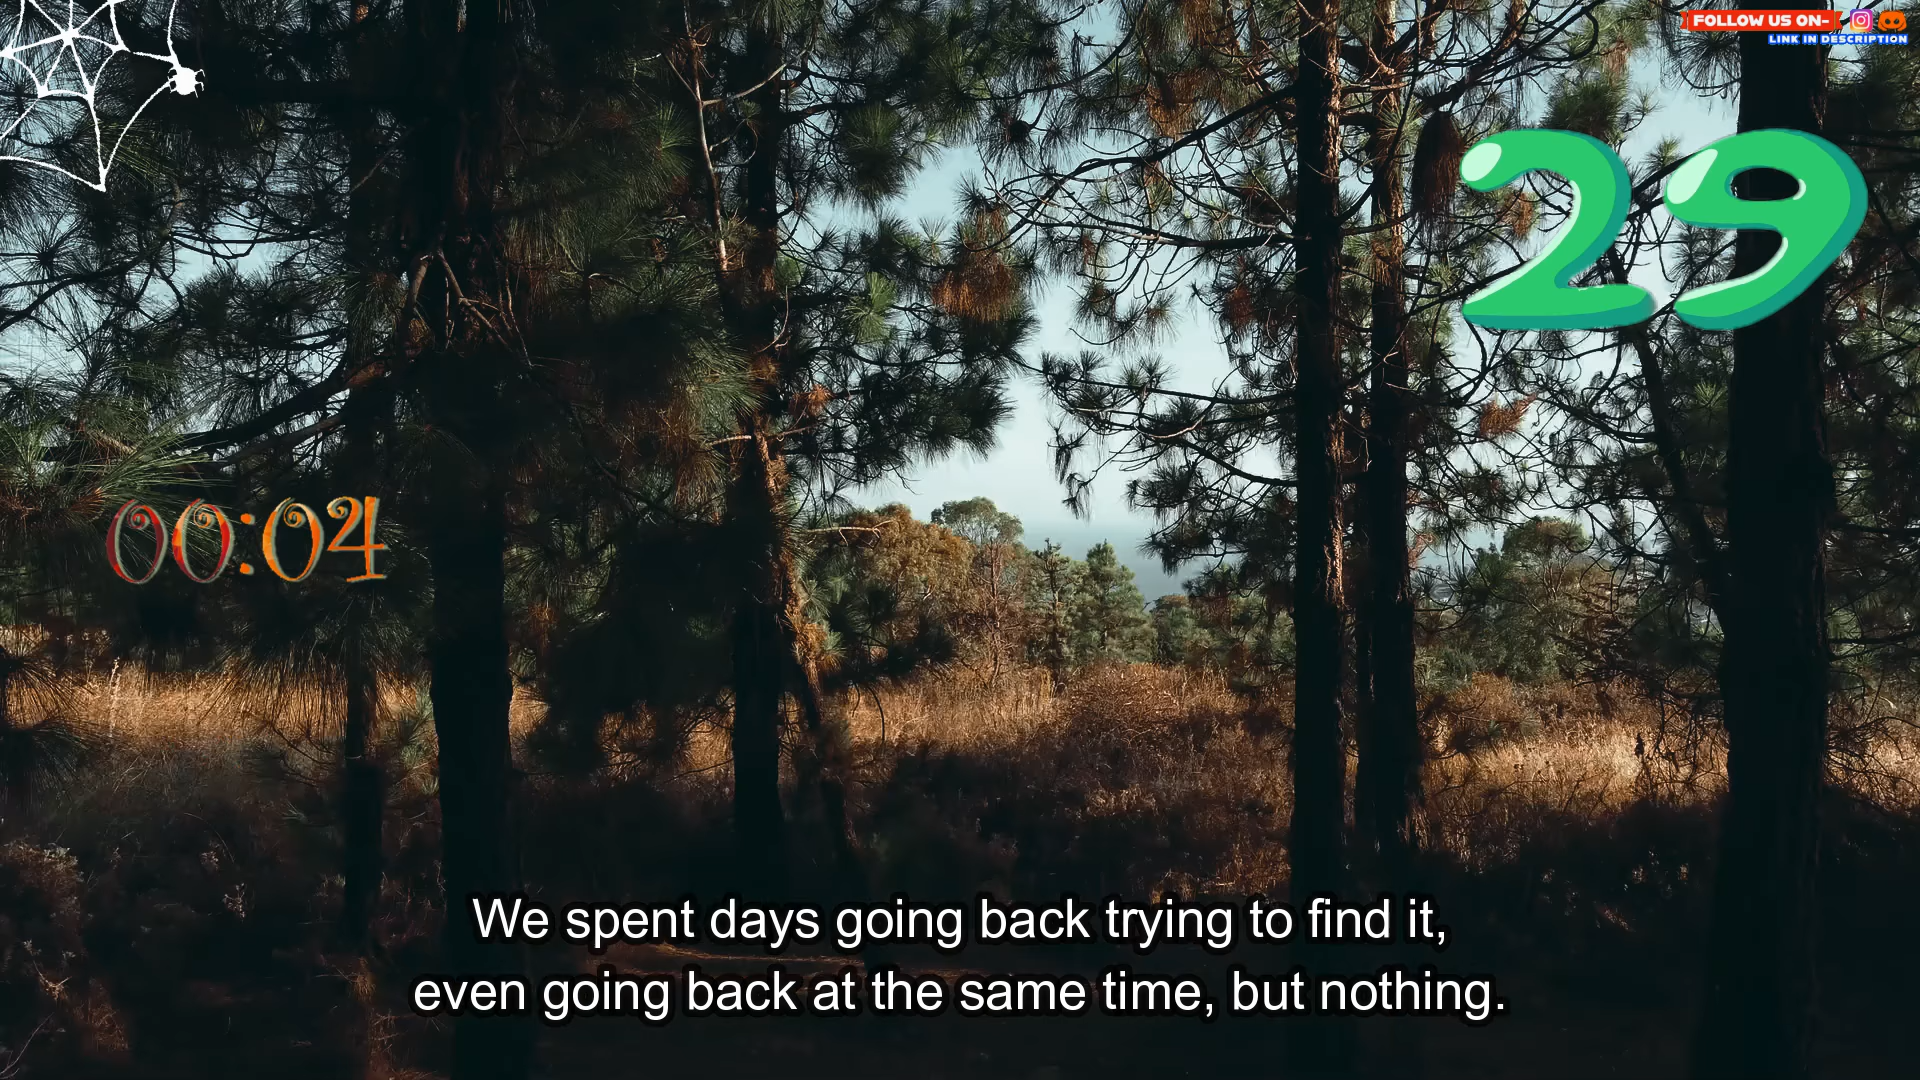 FOLLOW US ON-
LINK IN DESCRIPTION
29
00:04
We spent days going back trying to find it,
even going back at the same time, but nothing.